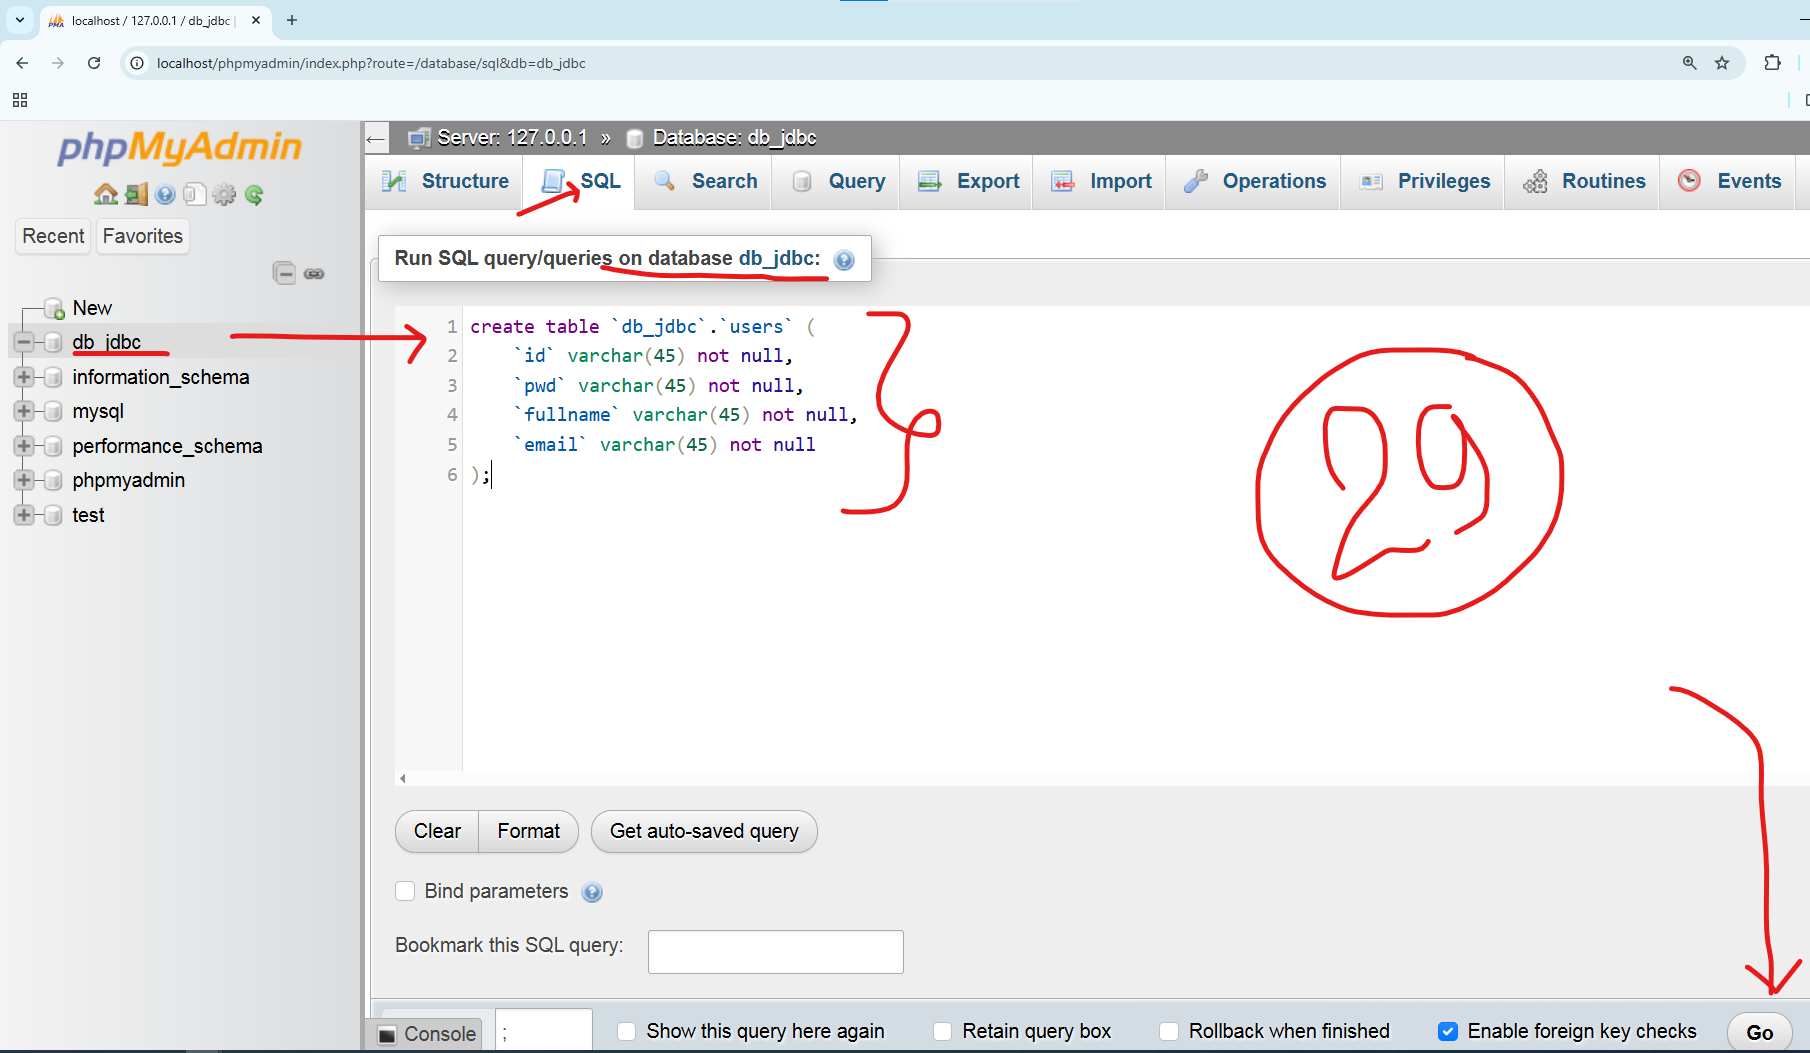 localhost / 127.0.0.1 / db_jdbc |
localhost/phpmyadmin/index.php?route=/database/sql&db=db_jdbc
phpMyAdmin
Recent
Favorites
New
db_jdbc
information_schema
mysql
performance_schema
phpmyadmin
test
Server: 127.0.0.1 » Database: db_jdbc
Structure
SQL
Search
Query
Export
Import
Operations
Privileges
Routines
Events
Run SQL query/queries on database db_jdbc:
1 create table `db_jdbc`.`users` (
2 `id` varchar(45) not null,
3 `pwd` varchar(45) not null,
4 `fullname` varchar(45) not null,
5 `email` varchar(45) not null
6 );
29
Clear
Format
Get auto-saved query
Bind parameters
Bookmark this SQL query:
Console
;
Show this query here again
Retain query box
Rollback when finished
Enable foreign key checks
Go